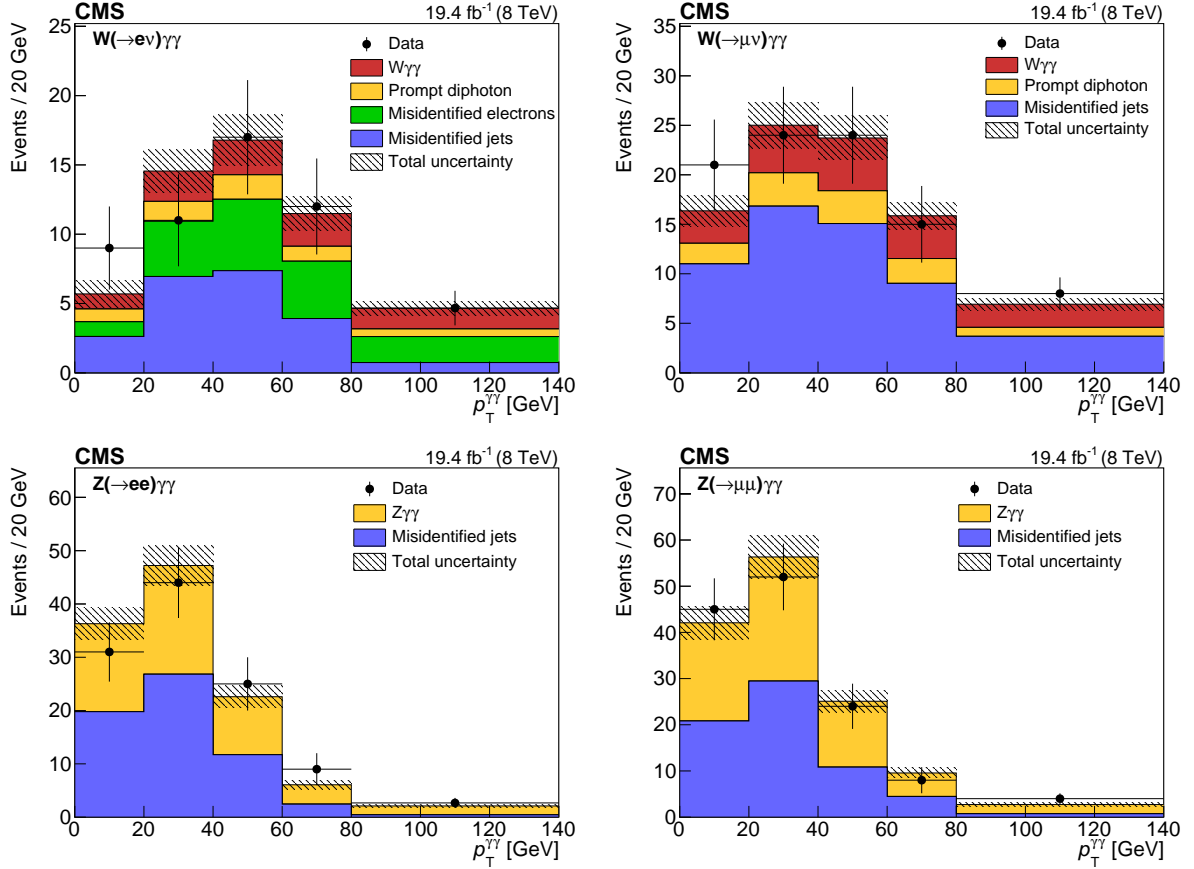 CMS 19.4 fb⁻¹ (8 TeV)
W(→eν)γγ
Data
Wγγ
Prompt diphoton
Misidentified electrons
Misidentified jets
Total uncertainty
Events / 20 GeV
25
20
15
10
5
0
0 20 40 60 80 100 120 140
p_T^γγ [GeV]
CMS 19.4 fb⁻¹ (8 TeV)
W(→μν)γγ
Data
Wγγ
Prompt diphoton
Misidentified jets
Total uncertainty
Events / 20 GeV
35
30
25
20
15
10
5
0
0 20 40 60 80 100 120 140
p_T^γγ [GeV]
CMS 19.4 fb⁻¹ (8 TeV)
Z(→ee)γγ
Data
Zγγ
Misidentified jets
Total uncertainty
Events / 20 GeV
60
50
40
30
20
10
0
0 20 40 60 80 100 120 140
p_T^γγ [GeV]
CMS 19.4 fb⁻¹ (8 TeV)
Z(→μμ)γγ
Data
Zγγ
Misidentified jets
Total uncertainty
Events / 20 GeV
70
60
50
40
30
20
10
0
0 20 40 60 80 100 120 140
p_T^γγ [GeV]